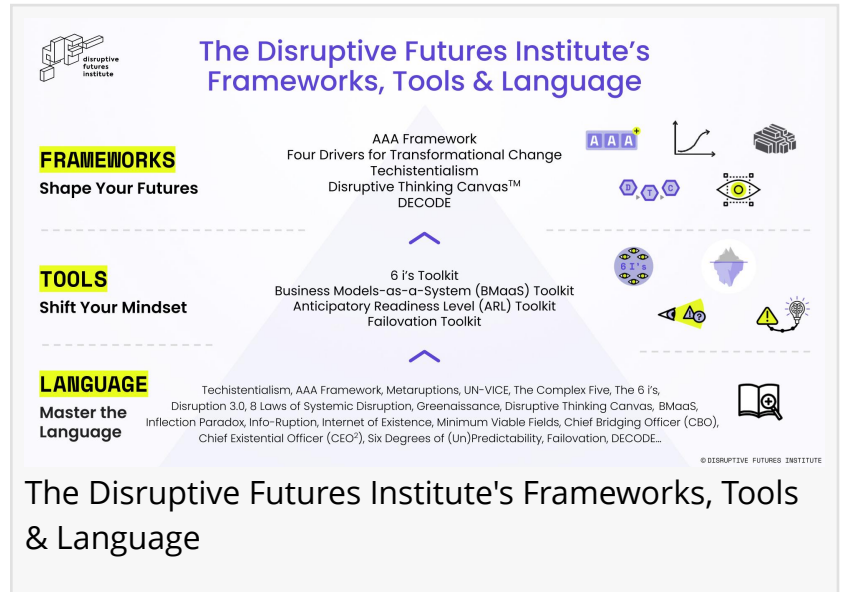 disruptive
futures
institute
The Disruptive Futures Institute's
Frameworks, Tools & Language
FRAMEWORKS
Shape Your Futures
AAA Framework
Four Drivers for Transformational Change
Techistentialism
Disruptive Thinking Canvas™
DECODE
A A A +
D T C
TOOLS
Shift Your Mindset
6 i's Toolkit
Business Models-as-a-System (BMaaS) Toolkit
Anticipatory Readiness Level (ARL) Toolkit
Failovation Toolkit
6 I's
LANGUAGE
Master the
Language
Techistentialism, AAA Framework, Metaruptions, UN-VICE, The Complex Five, The 6 i's,
Disruption 3.0, 8 Laws of Systemic Disruption, Greenaissance, Disruptive Thinking Canvas, BMaaS,
Inflection Paradox, Info-Ruption, Internet of Existence, Minimum Viable Fields, Chief Bridging Officer (CBO),
Chief Existential Officer (CEO²), Six Degrees of (Un)Predictability, Failovation, DECODE...
© DISRUPTIVE FUTURES INSTITUTE
The Disruptive Futures Institute's Frameworks, Tools
& Language